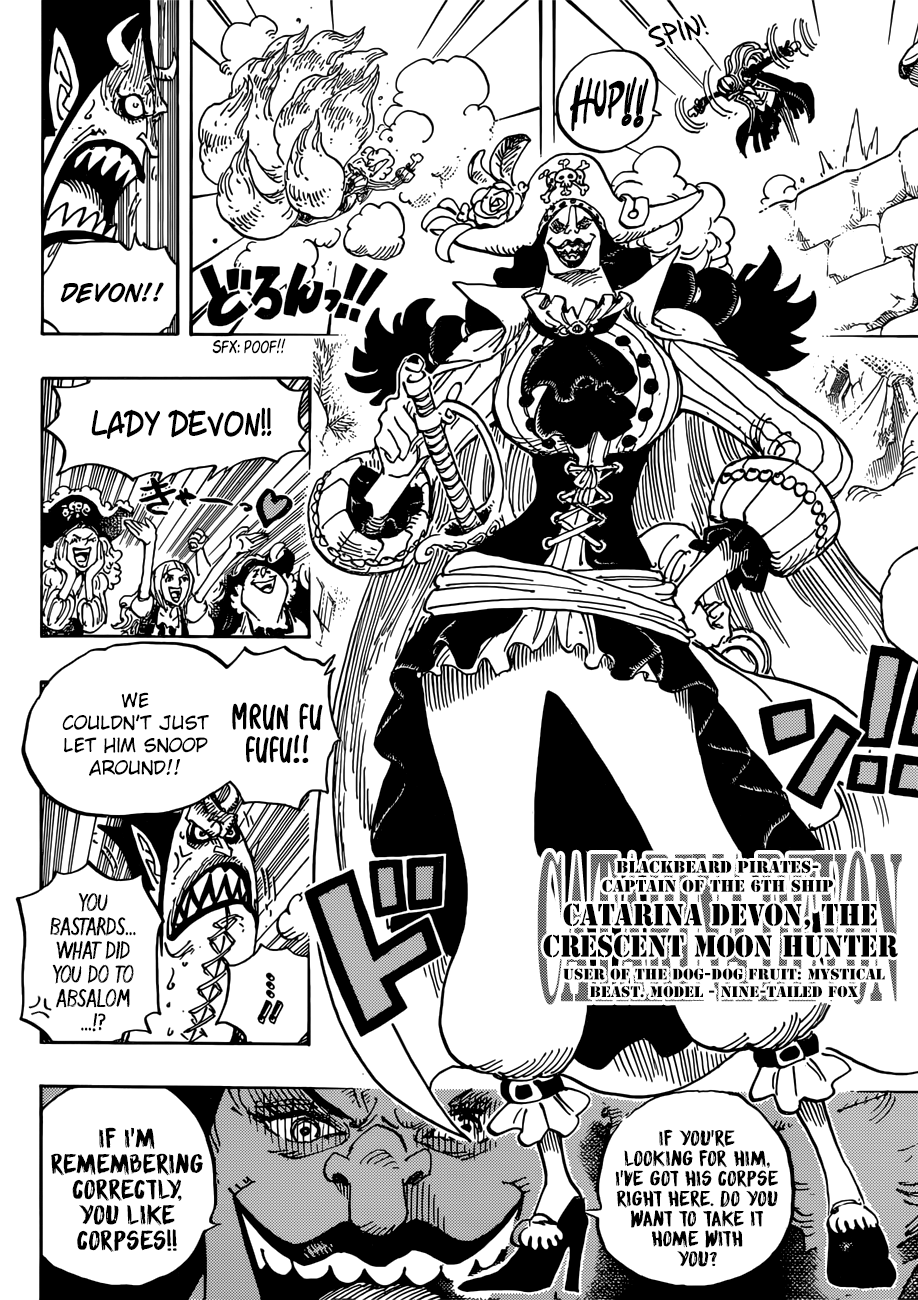 SPIN!
HUP!!
どろんっ!!
SFX: POOF!!
DEVON!!
LADY DEVON!!
きゃーっ♥
MRUN FU
FUFU!!
WE
COULDN'T JUST
LET HIM SNOOP
AROUND!!
YOU
BASTARDS...
WHAT DID
YOU DO TO
ABSALOM
...!?
!!
ドン!!
BLACKBEARD PIRATES-
CAPTAIN OF THE 6TH SHIP
CATARINA DEVON, THE
CRESCENT MOON HUNTER
USER OF THE DOG-DOG FRUIT: MYSTICAL
BEAST. MODEL - NINE-TAILED FOX
IF YOU'RE
LOOKING FOR HIM,
I'VE GOT HIS CORPSE
RIGHT HERE. DO YOU
WANT TO TAKE IT
HOME WITH
YOU?
IF I'M
REMEMBERING
CORRECTLY,
YOU LIKE
CORPSES!!